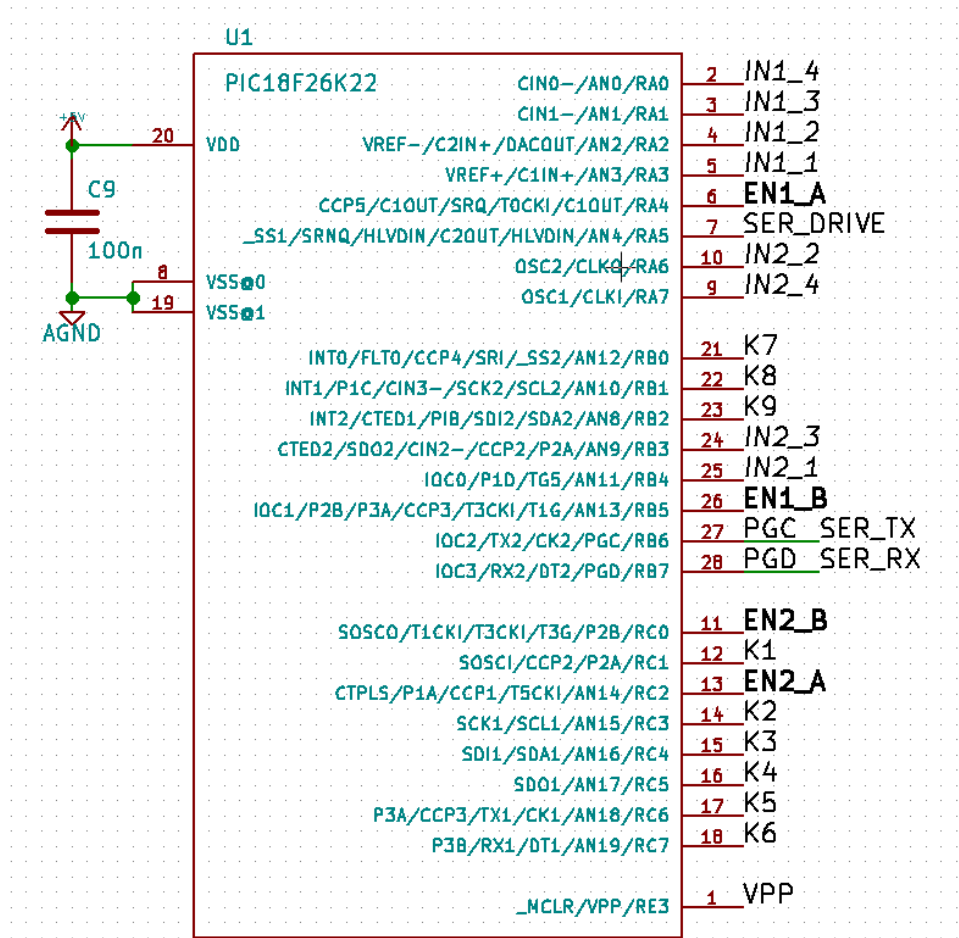 U1
PIC18F26K22
+5V
20 VDD
C9
100n
8 VSS@0
19 VSS@1
AGND
CIN0-/AN0/RA0 2 IN1_4
CIN1-/AN1/RA1 3 IN1_3
VREF-/C2IN+/DACOUT/AN2/RA2 4 IN1_2
VREF+/C1IN+/AN3/RA3 5 IN1_1
CCP5/C1OUT/SRQ/T0CKI/C1OUT/RA4 6 EN1_A
_SS1/SRNQ/HLVDIN/C2OUT/HLVDIN/AN4/RA5 7 SER_DRIVE
OSC2/CLKO/RA6 10 IN2_2
OSC1/CLKI/RA7 9 IN2_4
INT0/FLT0/CCP4/SRI/_SS2/AN12/RB0 21 K7
INT1/P1C/CIN3-/SCK2/SCL2/AN10/RB1 22 K8
INT2/CTED1/PIB/SDI2/SDA2/AN8/RB2 23 K9
CTED2/SDO2/CIN2-/CCP2/P2A/AN9/RB3 24 IN2_3
IOC0/P1D/TG5/AN11/RB4 25 IN2_1
IOC1/P2B/P3A/CCP3/T3CKI/T1G/AN13/RB5 26 EN1_B
IOC2/TX2/CK2/PGC/RB6 27 PGC SER_TX
IOC3/RX2/DT2/PGD/RB7 28 PGD SER_RX
SOSCO/T1CKI/T3CKI/T3G/P2B/RC0 11 EN2_B
SOSCI/CCP2/P2A/RC1 12 K1
CTPLS/P1A/CCP1/T5CKI/AN14/RC2 13 EN2_A
SCK1/SCL1/AN15/RC3 14 K2
SDI1/SDA1/AN16/RC4 15 K3
SDO1/AN17/RC5 16 K4
P3A/CCP3/TX1/CK1/AN18/RC6 17 K5
P3B/RX1/DT1/AN19/RC7 18 K6
_MCLR/VPP/RE3 1 VPP